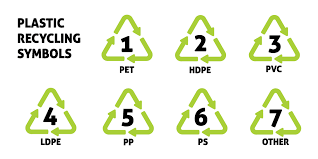 PLASTIC
RECYCLING
SYMBOLS
1
PET
2
HDPE
3
PVC
4
LDPE
5
PP
6
PS
7
OTHER